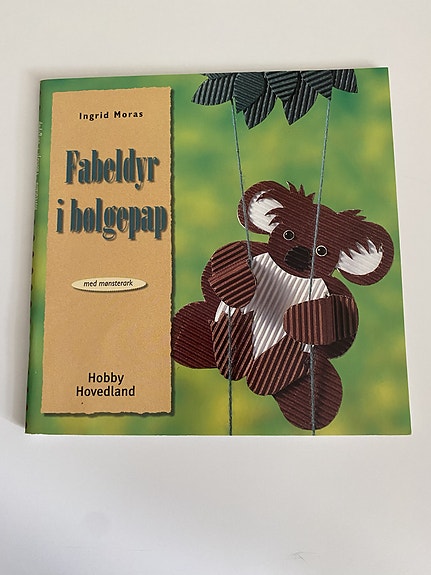 Ingrid Moras
Fabeldyr
i bølgepap
med mønsterark
Hobby
Hovedland